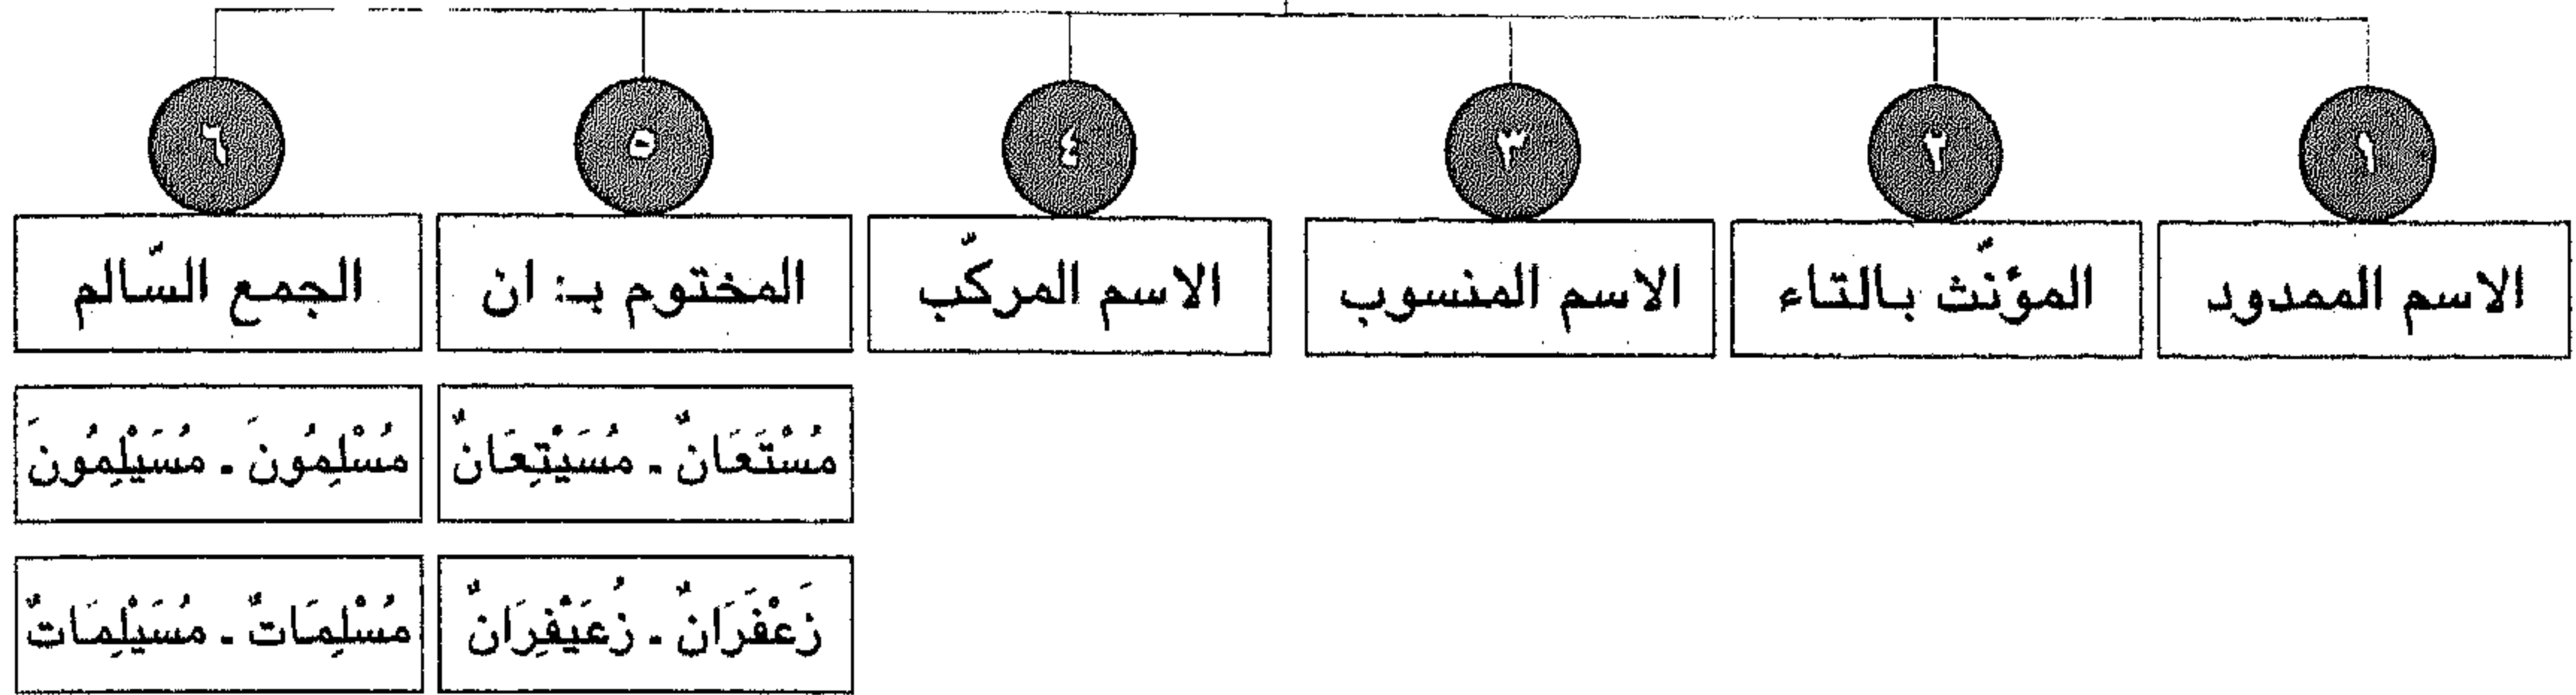 ١ ٢ ٣ ٤ ٥ ٦
الاسم الممدود
المؤنّث بالتاء
الاسم المنسوب
الاسم المركّب
المختوم بـ: ان
الجمع السّالم
مُسْتَعَانٌ - مُسَيْتِعَانٌ
مُسْلِمُونَ - مُسَيْلِمُونَ
زَعْفَرَانٌ - زُعَيْفِرَانٌ
مُسْلِمَاتٌ - مُسَيْلِمَاتٌ